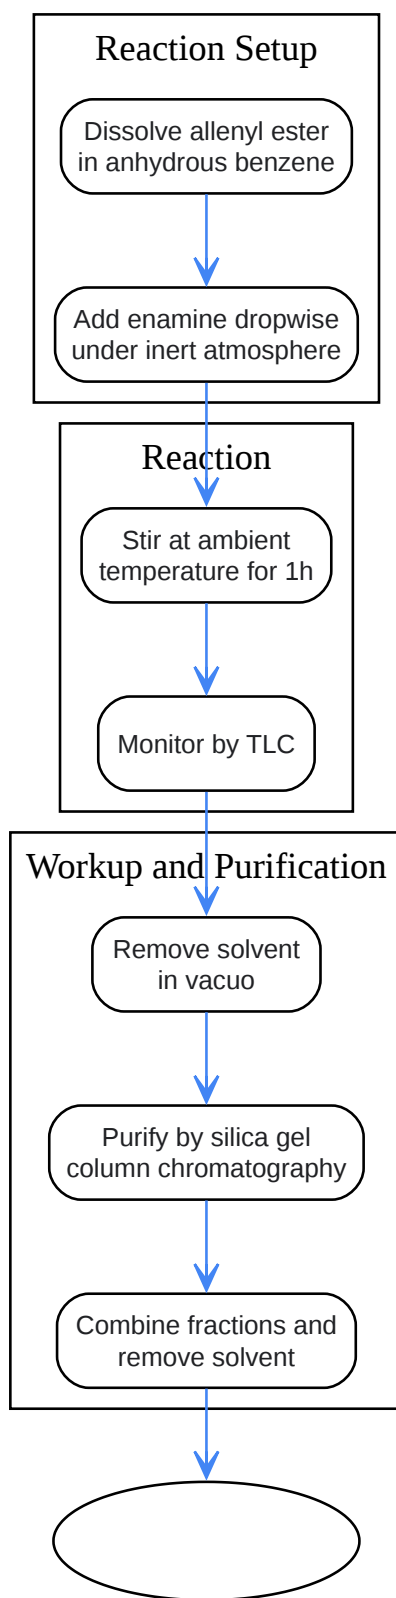 Reaction Setup
Dissolve allenyl ester
in anhydrous benzene
Add enamine dropwise
under inert atmosphere
Reaction
Stir at ambient
temperature for 1h
Monitor by TLC
Workup and Purification
Remove solvent
in vacuo
Purify by silica gel
column chromatography
Combine fractions and
remove solvent